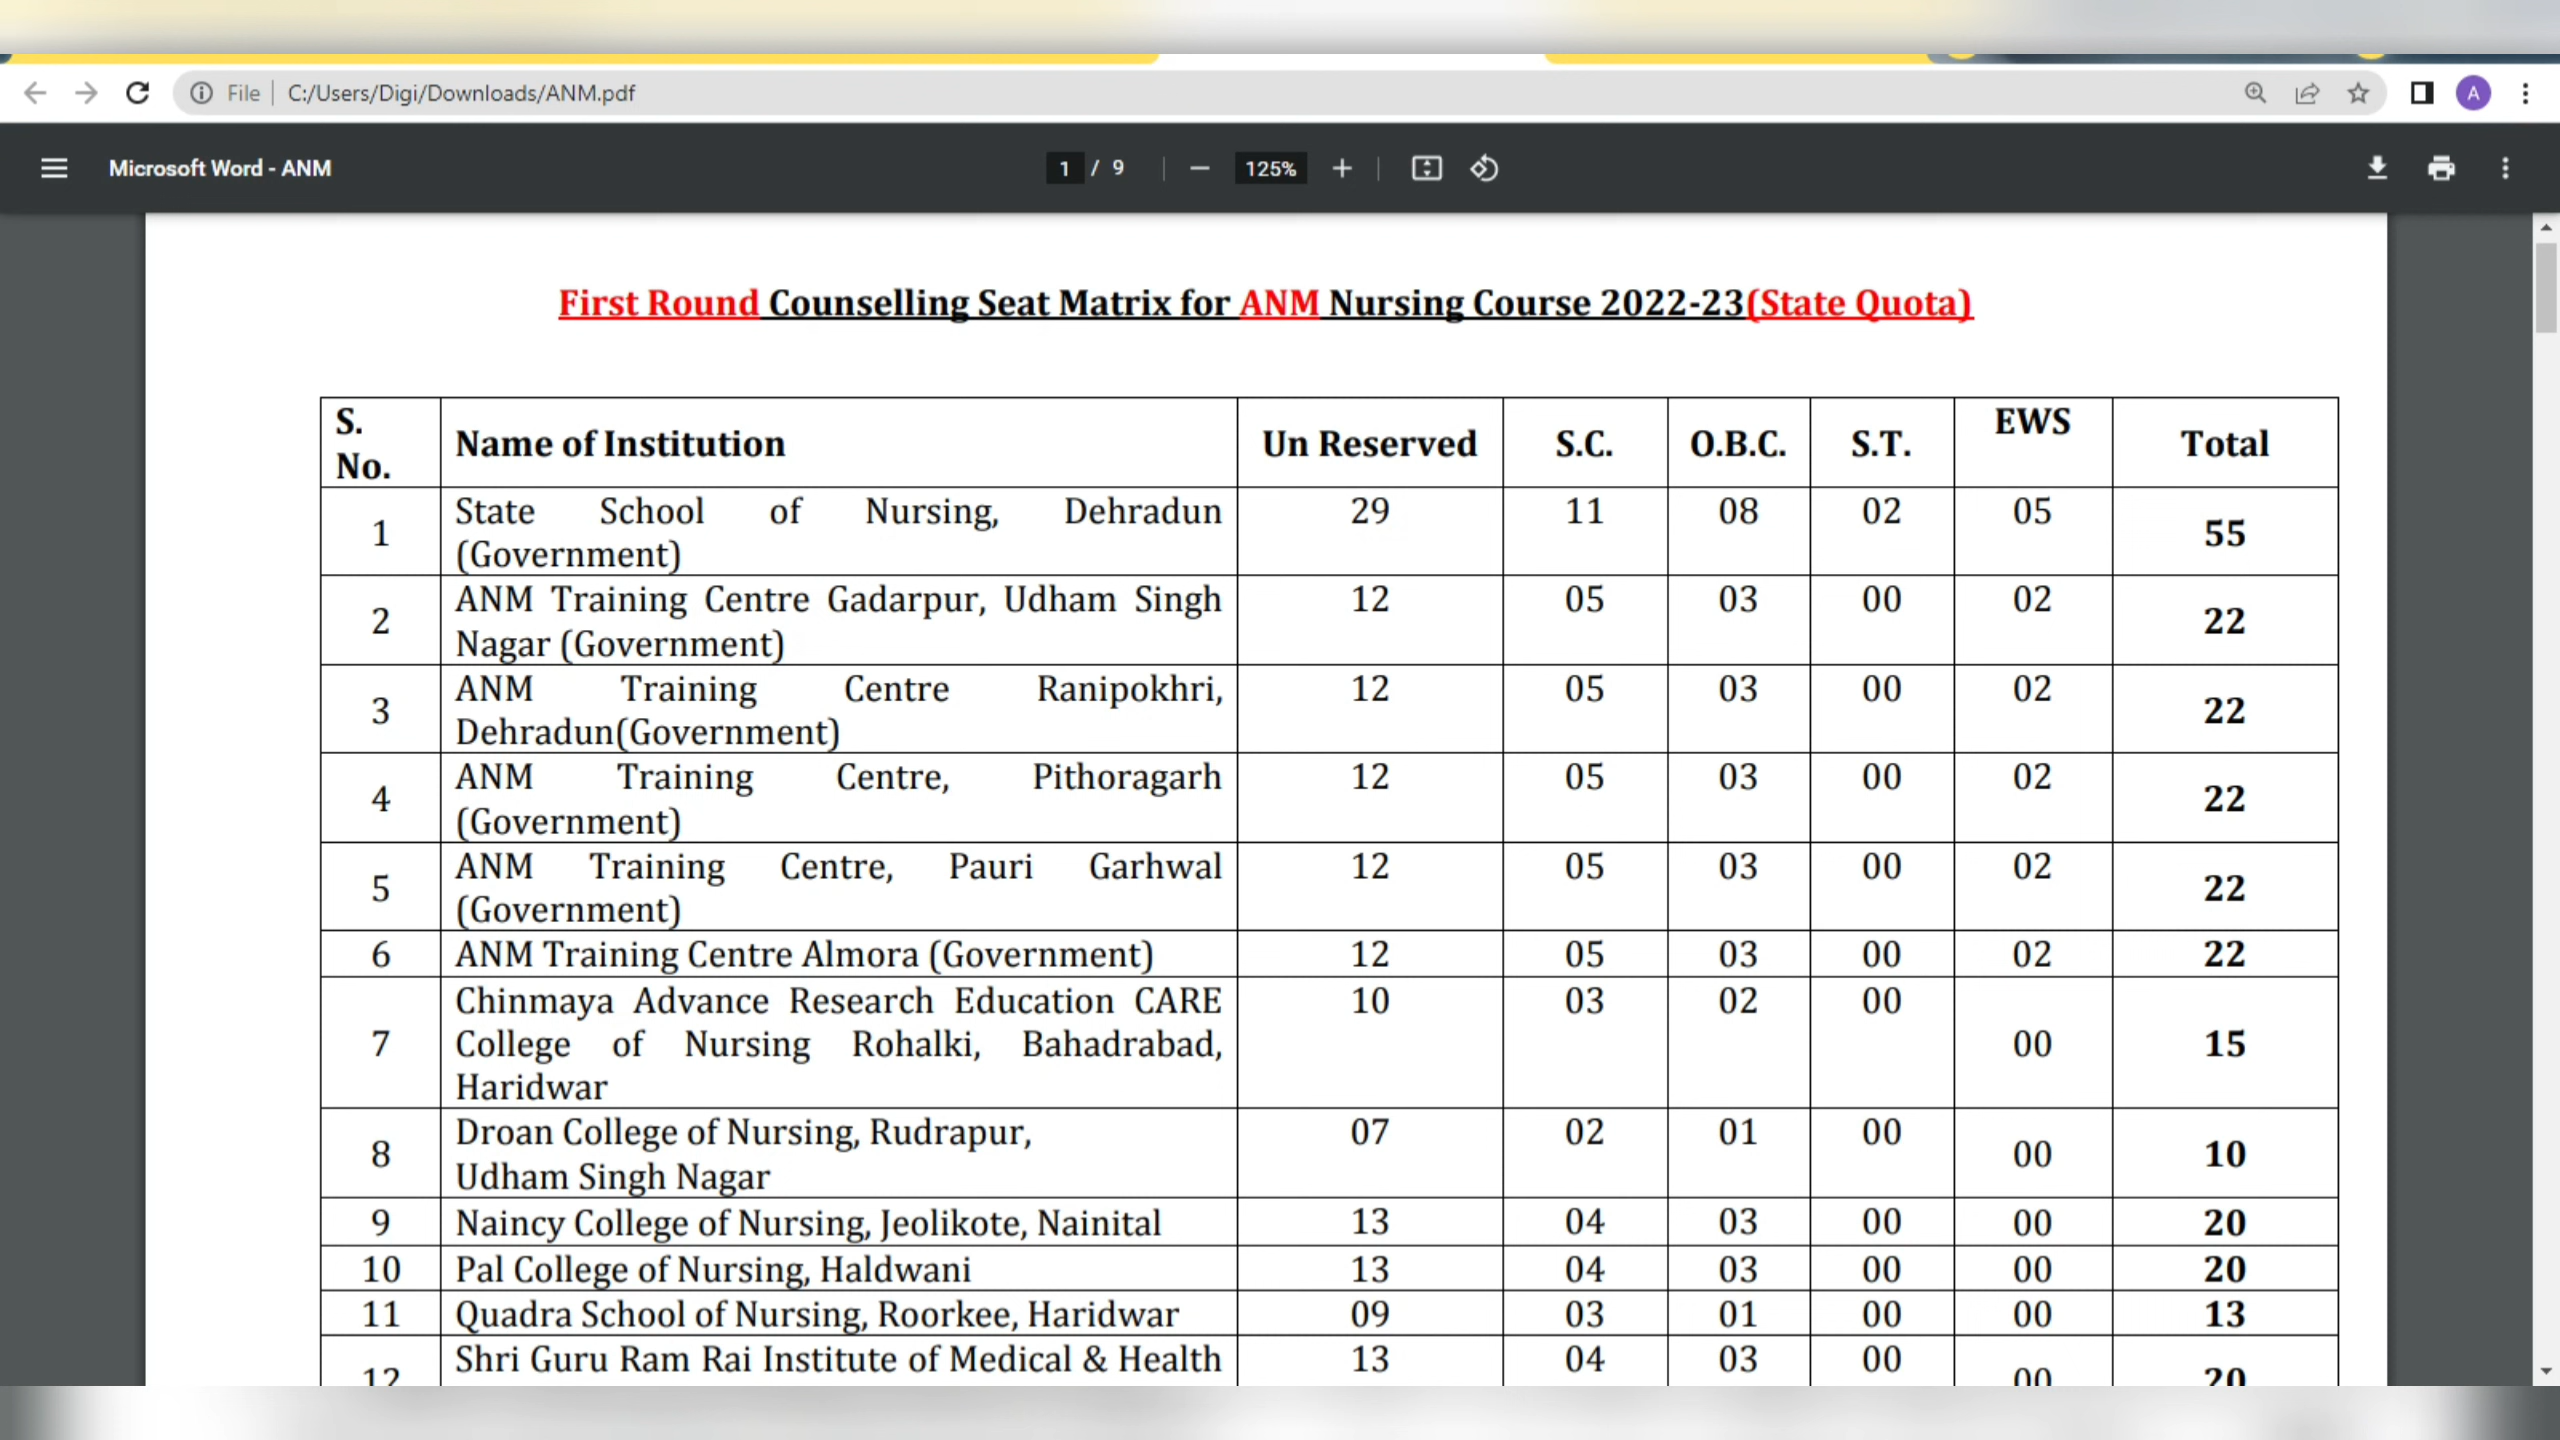 File C:/Users/Digi/Downloads/ANM.pdf
A
Microsoft Word - ANM 1 / 9 125%
First Round Counselling Seat Matrix for ANM Nursing Course 2022-23(State Quota)
S. No. Name of Institution Un Reserved S.C. O.B.C. S.T. EWS Total
1 State School of Nursing, Dehradun 29 11 08 02 05 55
(Government)
2 ANM Training Centre Gadarpur, Udham Singh 12 05 03 00 02 22
Nagar (Government)
3 ANM Training Centre Ranipokhri, 12 05 03 00 02 22
Dehradun(Government)
4 ANM Training Centre, Pithoragarh 12 05 03 00 02 22
(Government)
5 ANM Training Centre, Pauri Garhwal 12 05 03 00 02 22
(Government)
6 ANM Training Centre Almora (Government) 12 05 03 00 02 22
7 Chinmaya Advance Research Education CARE 10 03 02 00 00 15
College of Nursing Rohalki, Bahadrabad,
Haridwar
8 Droan College of Nursing, Rudrapur, 07 02 01 00 00 10
Udham Singh Nagar
9 Naincy College of Nursing, Jeolikote, Nainital 13 04 03 00 00 20
10 Pal College of Nursing, Haldwani 13 04 03 00 00 20
11 Quadra School of Nursing, Roorkee, Haridwar 09 03 01 00 00 13
12 Shri Guru Ram Rai Institute of Medical & Health 13 04 03 00 00 20